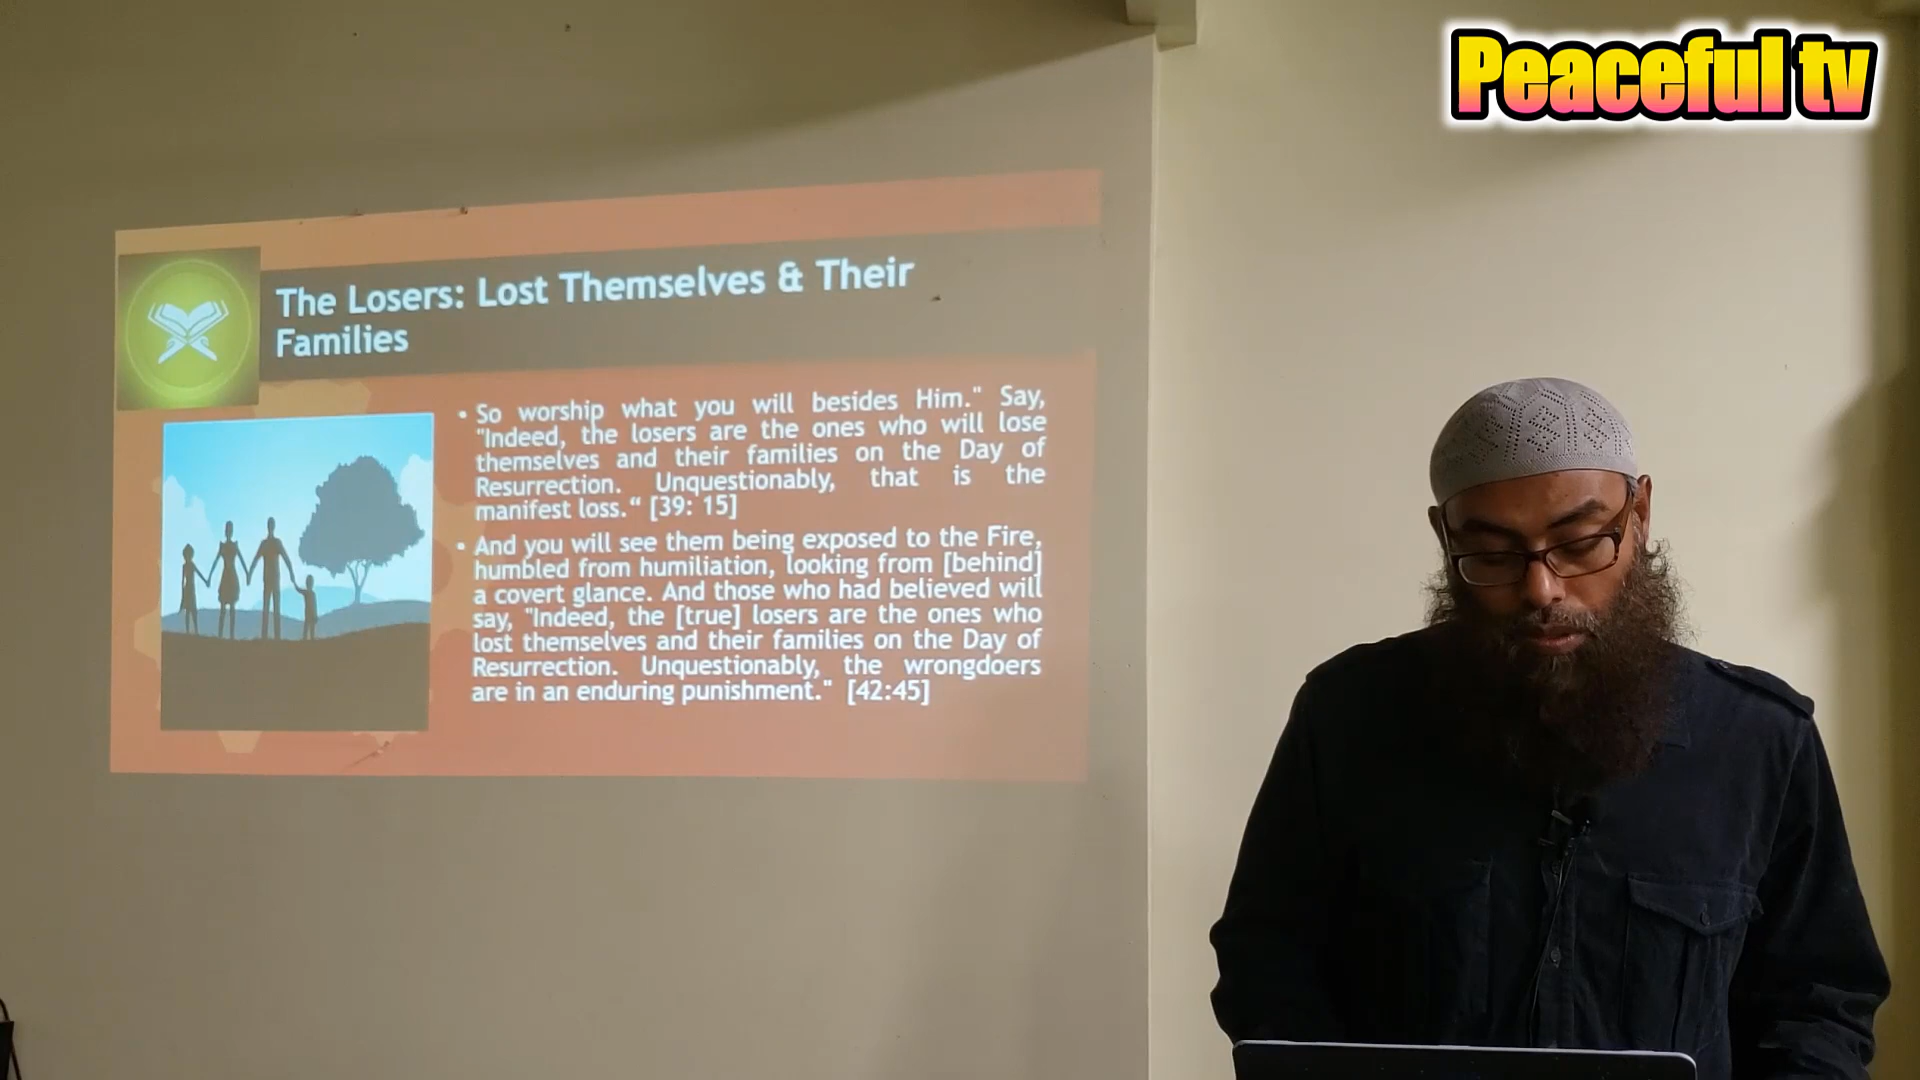 Peaceful tv
The Losers: Lost Themselves & Their
Families
• So worship what you will besides Him." Say,
"Indeed, the losers are the ones who will lose
themselves and their families on the Day of
Resurrection. Unquestionably, that is the
manifest loss.“ [39: 15]
• And you will see them being exposed to the Fire,
humbled from humiliation, looking from [behind]
a covert glance. And those who had believed will
say, "Indeed, the [true] losers are the ones who
lost themselves and their families on the Day of
Resurrection. Unquestionably, the wrongdoers
are in an enduring punishment." [42:45]